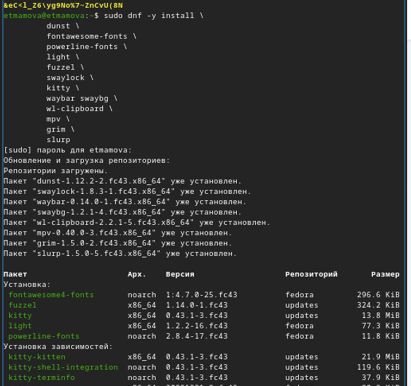 &eC<l_Z6\yg9No%7~ZnCvU(8N
etmamova@etmamova:~$ sudo dnf -y install \
dunst \
fontawesome-fonts \
powerline-fonts \
light \
fuzzel \
swaylock \
kitty \
waybar swaybg \
wl-clipboard \
mpv \
grim \
slurp
[sudo] пароль для etmamova:
Обновление и загрузка репозиториев:
Репозитории загружены.
Пакет "dunst-1.12.2-2.fc43.x86_64" уже установлен.
Пакет "swaylock-1.8.3-1.fc43.x86_64" уже установлен.
Пакет "waybar-0.14.0-1.fc43.x86_64" уже установлен.
Пакет "swaybg-1.2.1-4.fc43.x86_64" уже установлен.
Пакет "wl-clipboard-2.2.1-5.fc43.x86_64" уже установлен.
Пакет "mpv-0.40.0-3.fc43.x86_64" уже установлен.
Пакет "grim-1.5.0-2.fc43.x86_64" уже установлен.
Пакет "slurp-1.5.0-5.fc43.x86_64" уже установлен.
Пакет Арх. Версия Репозиторий Размер
Установка:
fontawesome4-fonts noarch 1:4.7.0-25.fc43 fedora 296.6 KiB
fuzzel x86_64 1.14.0-1.fc43 updates 324.2 KiB
kitty x86_64 0.43.1-3.fc43 updates 13.8 MiB
light x86_64 1.2.2-16.fc43 fedora 77.3 KiB
powerline-fonts noarch 2.8.4-17.fc43 fedora 11.8 KiB
Установка зависимостей:
kitty-kitten x86_64 0.43.1-3.fc43 updates 21.9 MiB
kitty-shell-integration noarch 0.43.1-3.fc43 updates 119.6 KiB
kitty-terminfo noarch 0.43.1-3.fc43 updates 37.9 KiB